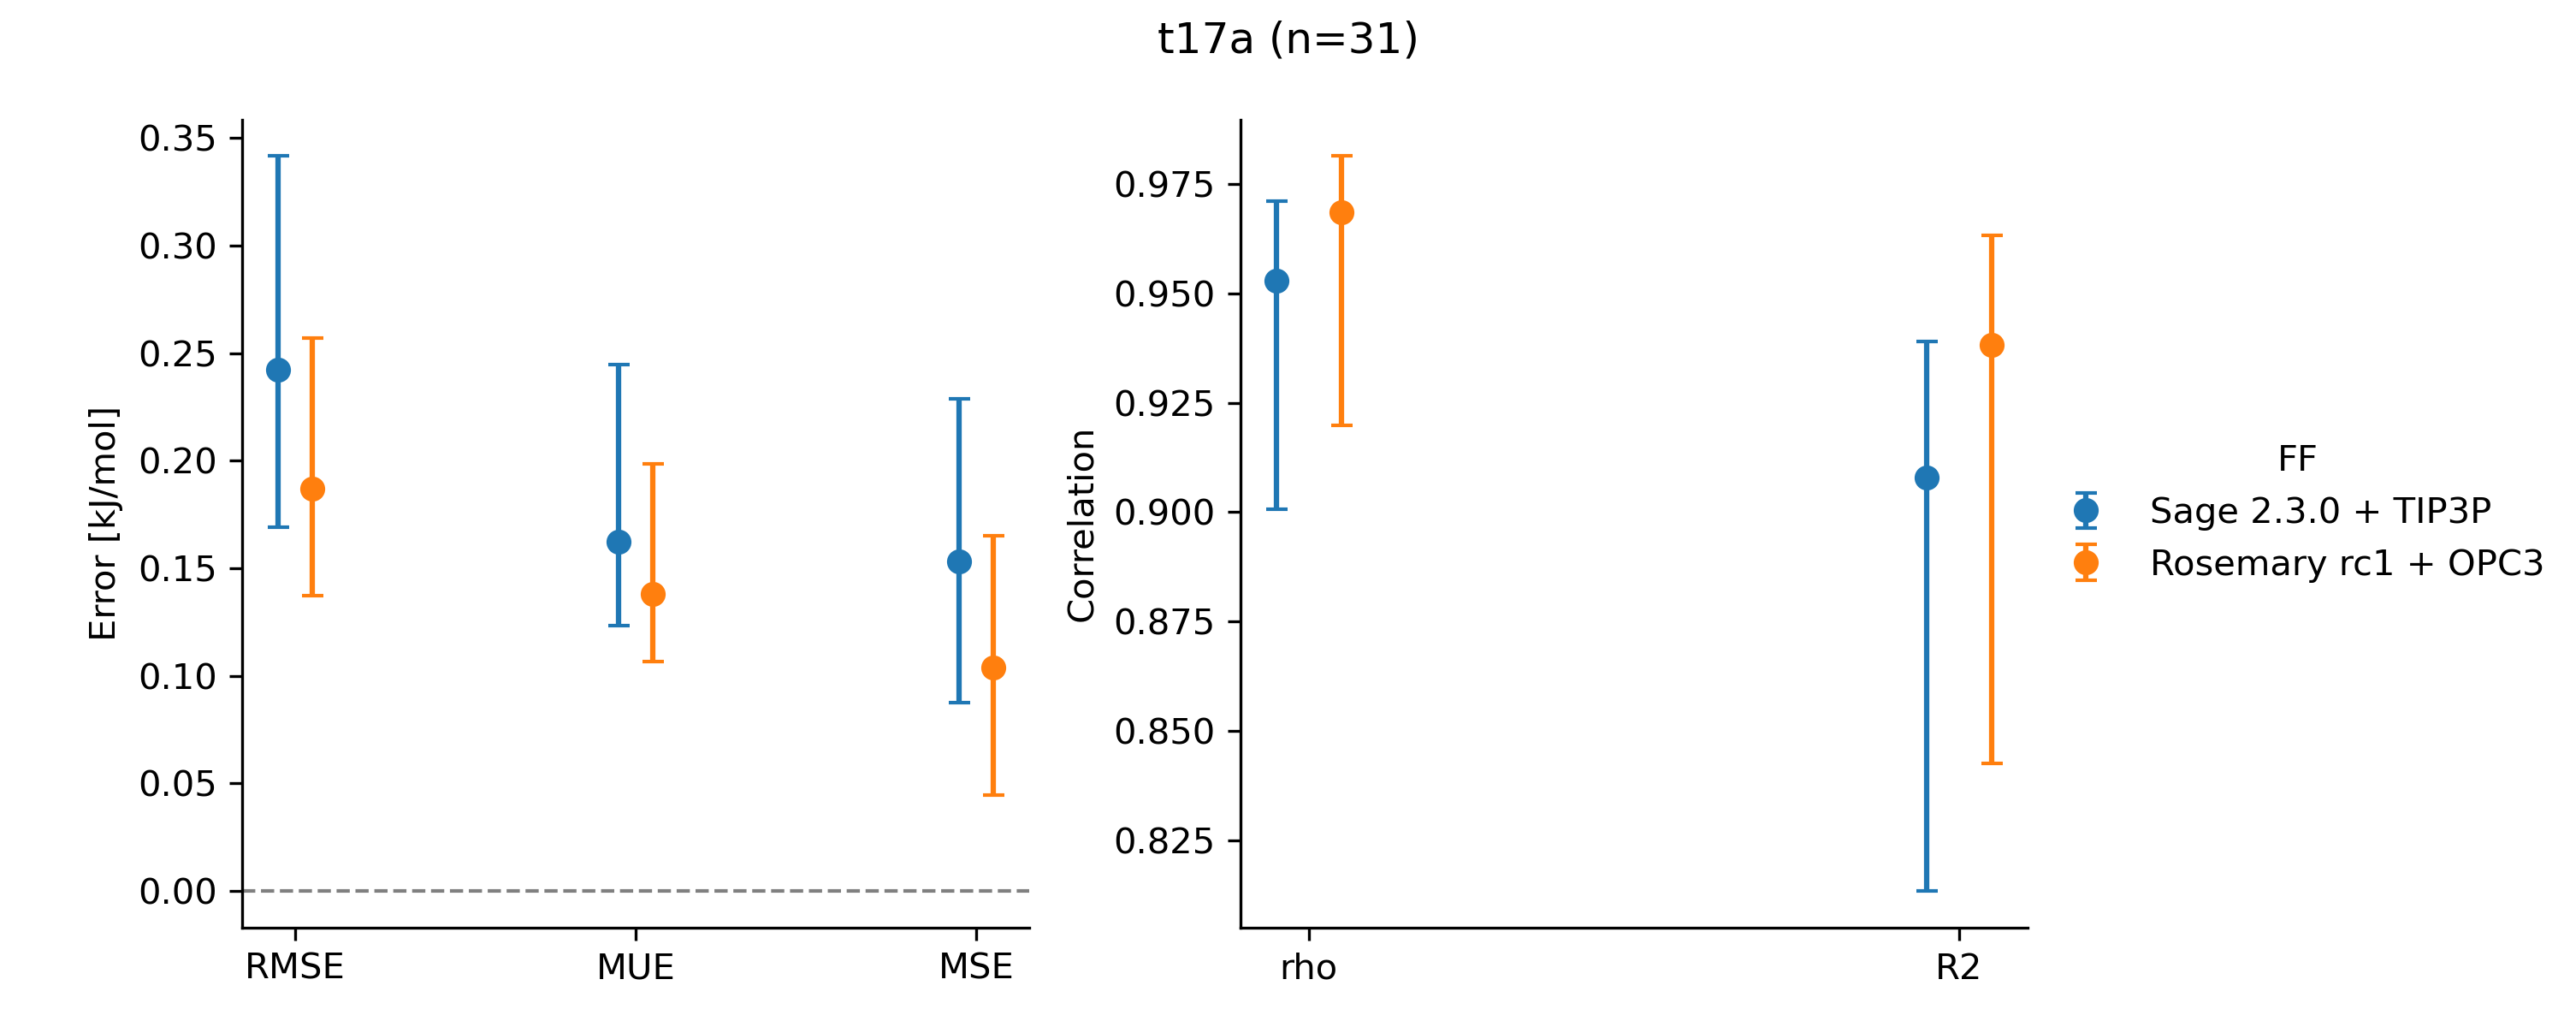 t17a (n=31)
Error [kJ/mol]
0.35
0.30
0.25
0.20
0.15
0.10
0.05
0.00
RMSE MUE MSE
Correlation
0.975
0.950
0.925
0.900
0.875
0.850
0.825
rho R2
FF
Sage 2.3.0 + TIP3P
Rosemary rc1 + OPC3